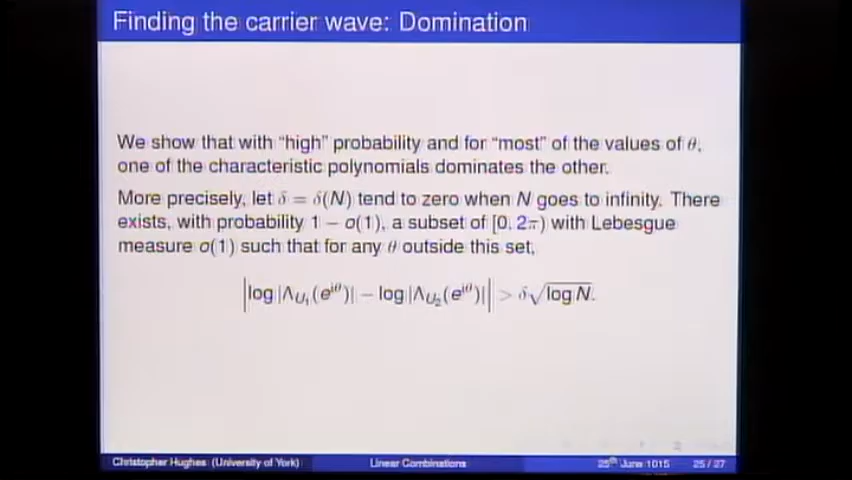 Finding the carrier wave: Domination
We show that with “high” probability and for “most” of the values of θ,
one of the characteristic polynomials dominates the other.
More precisely, let δ = δ(N) tend to zero when N goes to infinity. There
exists, with probability 1 − o(1), a subset of [0, 2π) with Lebesgue
measure o(1) such that for any θ outside this set,
|log |Λ_{U_1}(e^{iθ})| − log |Λ_{U_2}(e^{iθ})|| > δ√log N.
Christopher Hughes (University of York) Linear Combinations 25th June 1015 25 / 27